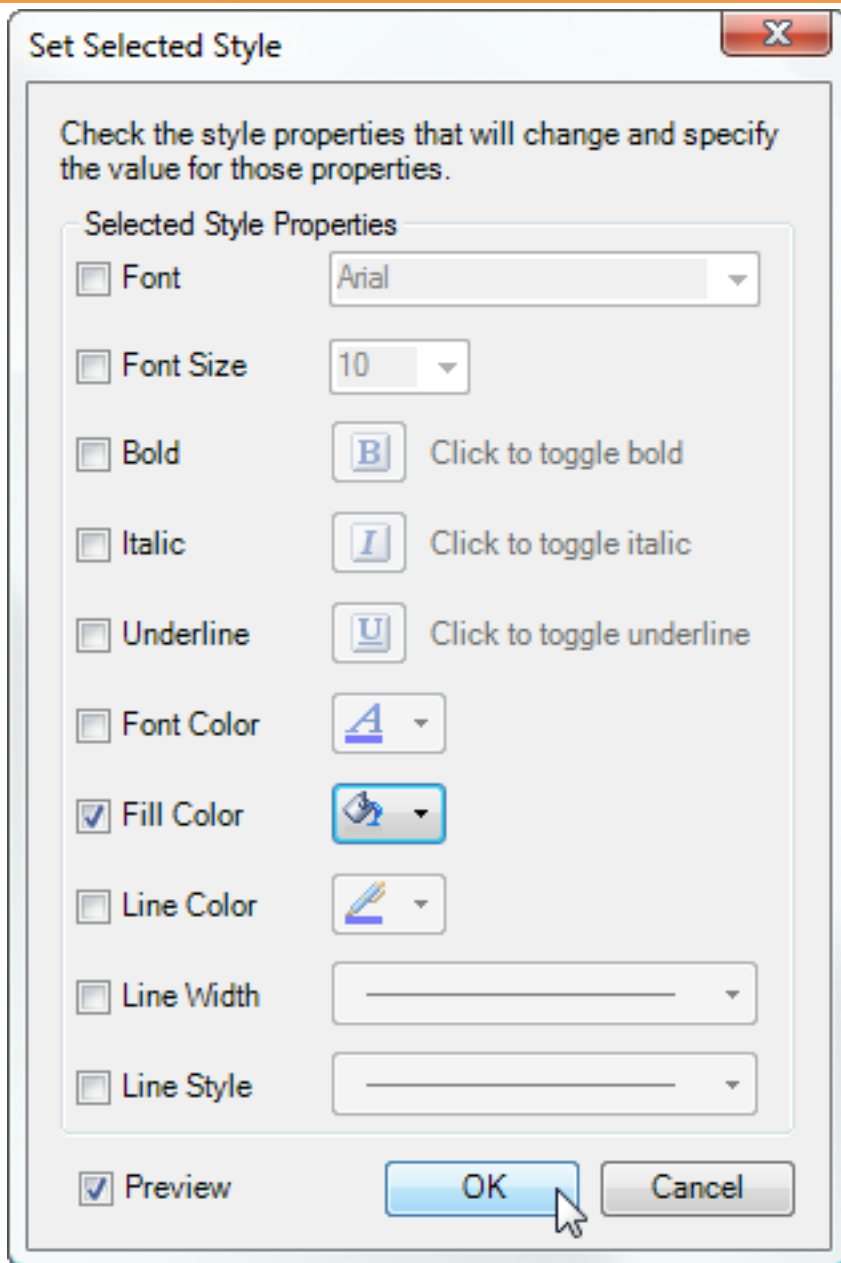 Set Selected Style
Check the style properties that will change and specify
the value for those properties.
Selected Style Properties
Font Arial
Font Size 10
Bold B Click to toggle bold
Italic I Click to toggle italic
Underline U Click to toggle underline
Font Color A
Fill Color
Line Color
Line Width
Line Style
Preview OK Cancel